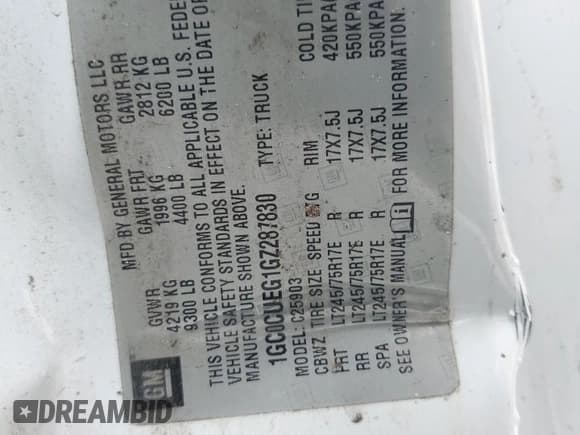 GM
MFD BY GENERAL MOTORS LLC
GVWR GAWR FRT GAWR RR
4219 KG 1996 KG 2812 KG
9300 LB 4400 LB 6200 LB
THIS VEHICLE CONFORMS TO ALL APPLICABLE U.S. FEDE
VEHICLE SAFETY STANDARDS IN EFFECT ON THE DATE OF
MANUFACTURE SHOWN ABOVE.
1GC0CUEG1GZ287830 TYPE: TRUCK
MODEL: C25903
CBWZ TIRE SIZE SPEED RIM COLD TI
FRT LT245/75R17E R 17X7.5J 420KPA
RR LT245/75R17E R 17X7.5J 550KPA
SPA LT245/75R17E R 17X7.5J 550KPA
SEE OWNER'S MANUAL i FOR MORE INFORMATION.
DREAMBID